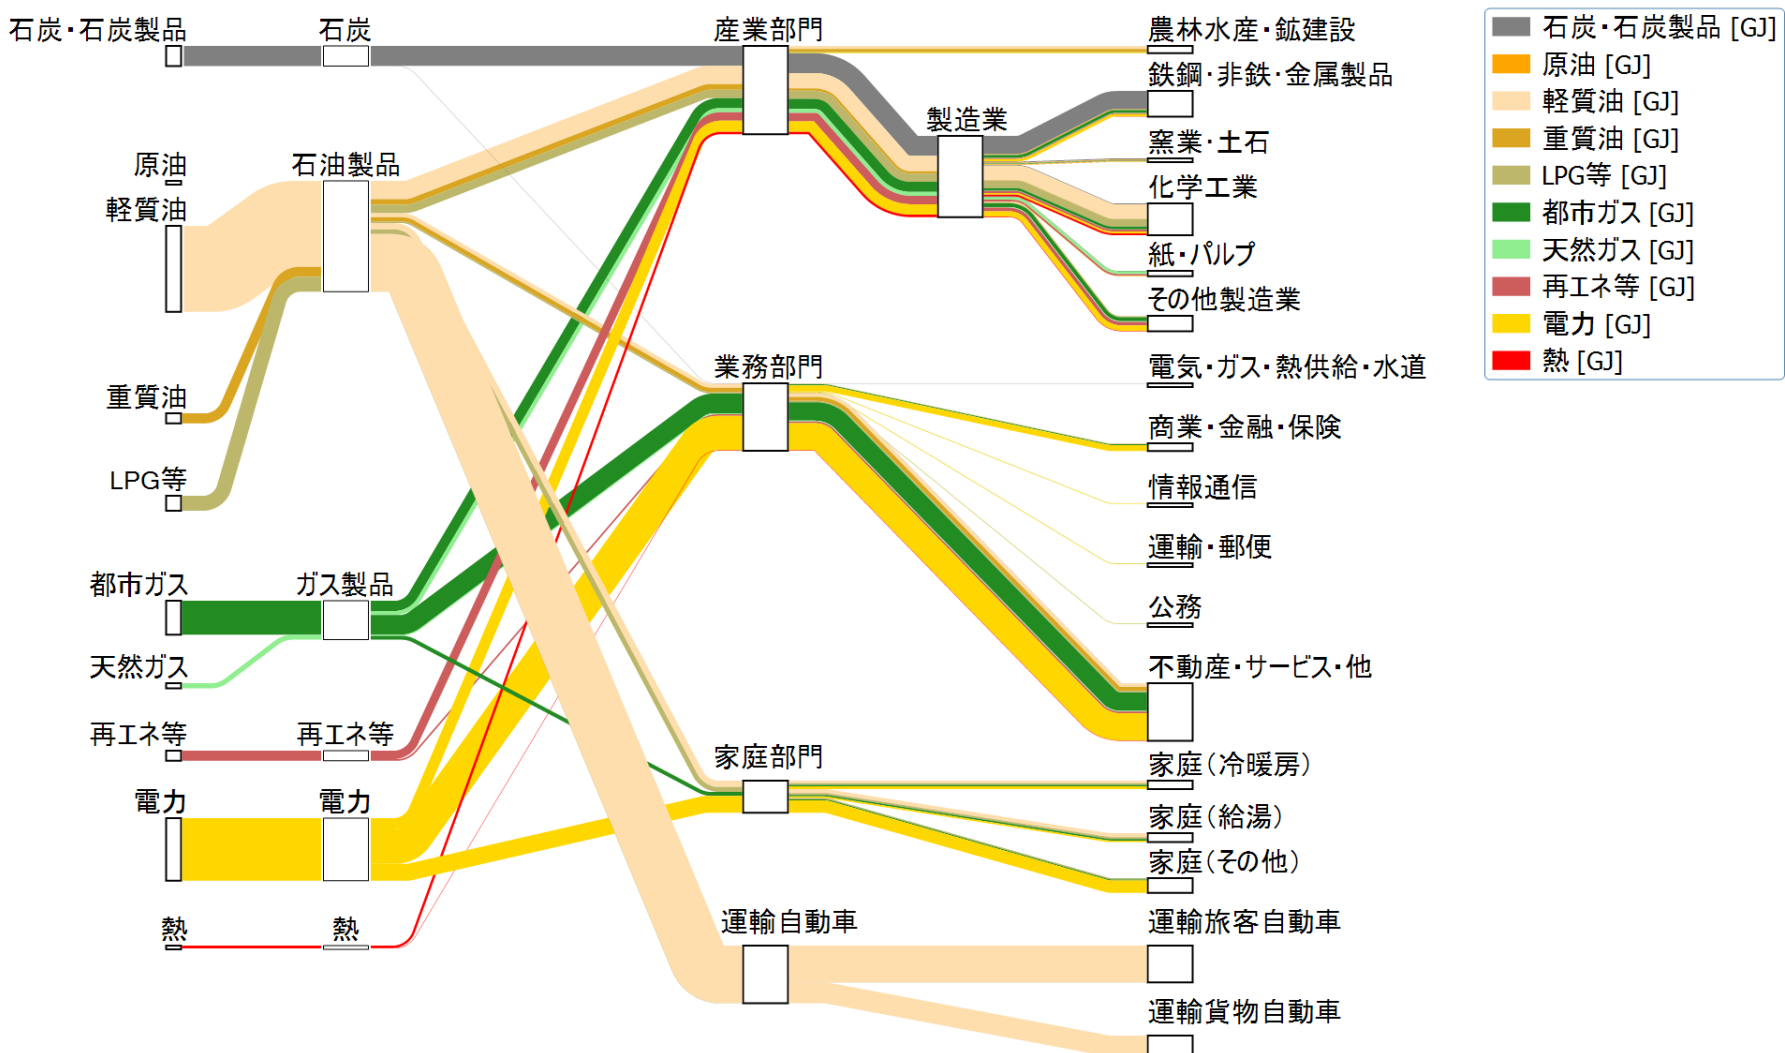 石炭・石炭製品
原油
軽質油
重質油
LPG等
都市ガス
天然ガス
再エネ等
電力
熱
石炭
石油製品
ガス製品
再エネ等
電力
熱
産業部門
業務部門
家庭部門
運輸自動車
製造業
農林水産・鉱建設
鉄鋼・非鉄・金属製品
窯業・土石
化学工業
紙・パルプ
その他製造業
電気・ガス・熱供給・水道
商業・金融・保険
情報通信
運輸・郵便
公務
不動産・サービス・他
家庭（冷暖房）
家庭（給湯）
家庭（その他）
運輸旅客自動車
運輸貨物自動車
石炭・石炭製品 [GJ]
原油 [GJ]
軽質油 [GJ]
重質油 [GJ]
LPG等 [GJ]
都市ガス [GJ]
天然ガス [GJ]
再エネ等 [GJ]
電力 [GJ]
熱 [GJ]